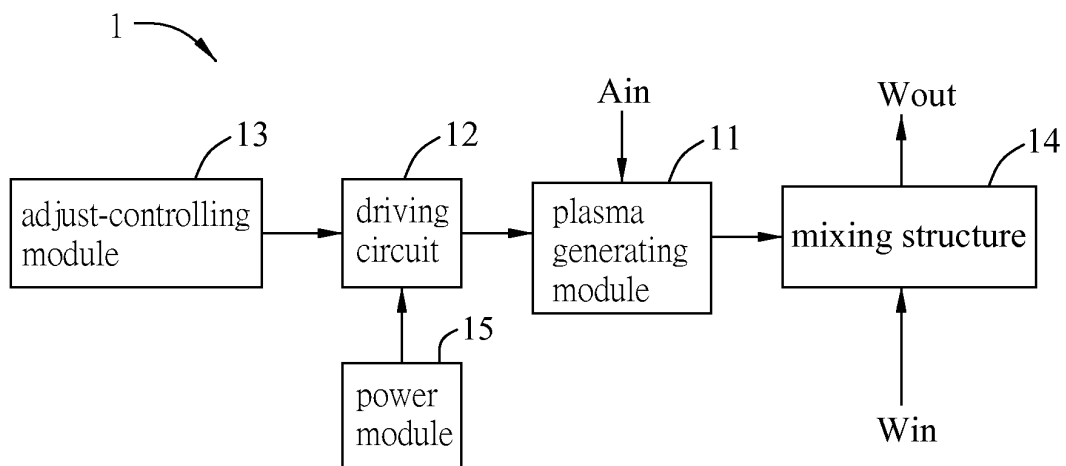 1
Ain
Wout
13
12
11
14
adjust-controlling
module
driving
circuit
plasma
generating
module
mixing structure
15
power
module
Win